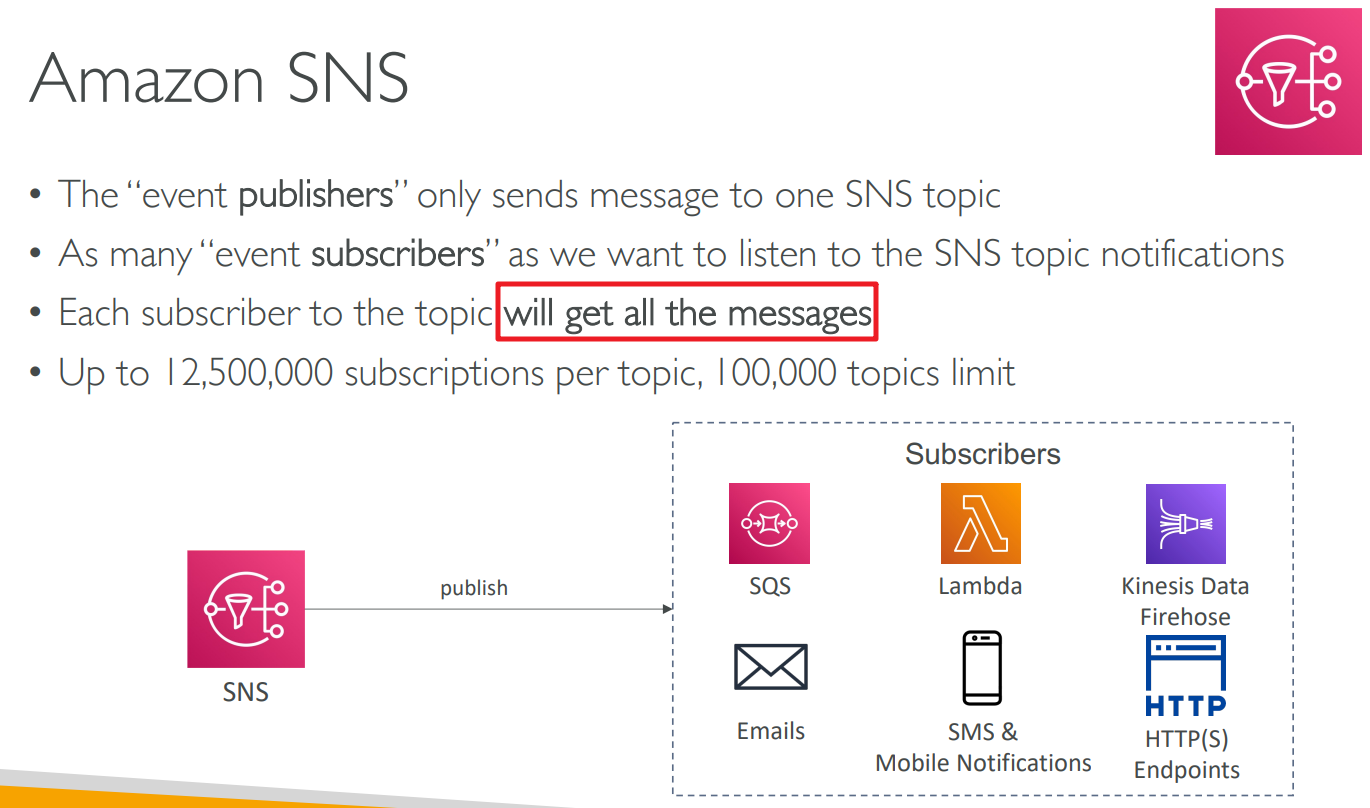 Amazon SNS
• The “event publishers” only sends message to one SNS topic
• As many “event subscribers” as we want to listen to the SNS topic notifications
• Each subscriber to the topic will get all the messages
• Up to 12,500,000 subscriptions per topic, 100,000 topics limit
Subscribers
SQS
Lambda
Kinesis Data
Firehose
publish
SNS
Emails
SMS &
Mobile Notifications
HTTP
HTTP(S)
Endpoints